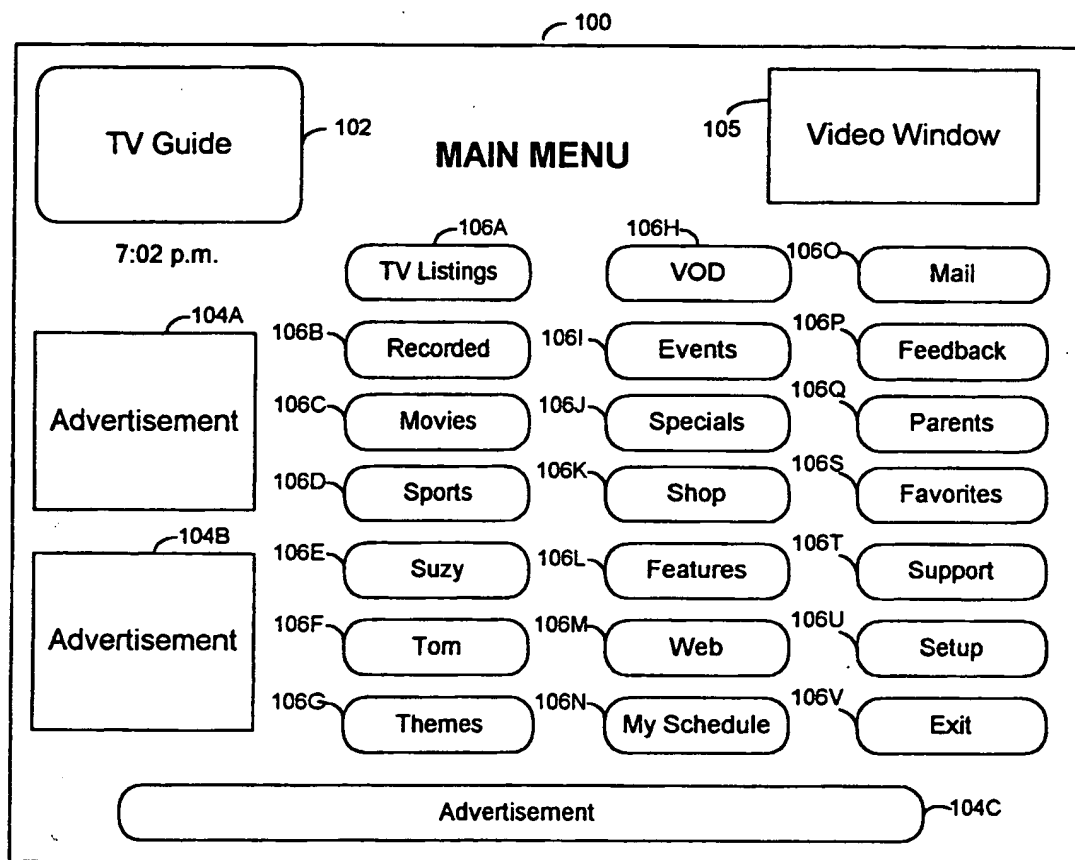 100
TV Guide
102
MAIN MENU
105
Video Window
7:02 p.m.
106A
TV Listings
106H
VOD
106O
Mail
104A
Advertisement
106B
Recorded
106I
Events
106P
Feedback
106C
Movies
106J
Specials
106Q
Parents
106D
Sports
106K
Shop
106S
Favorites
104B
Advertisement
106E
Suzy
106L
Features
106T
Support
106F
Tom
106M
Web
106U
Setup
106G
Themes
106N
My Schedule
106V
Exit
Advertisement
104C